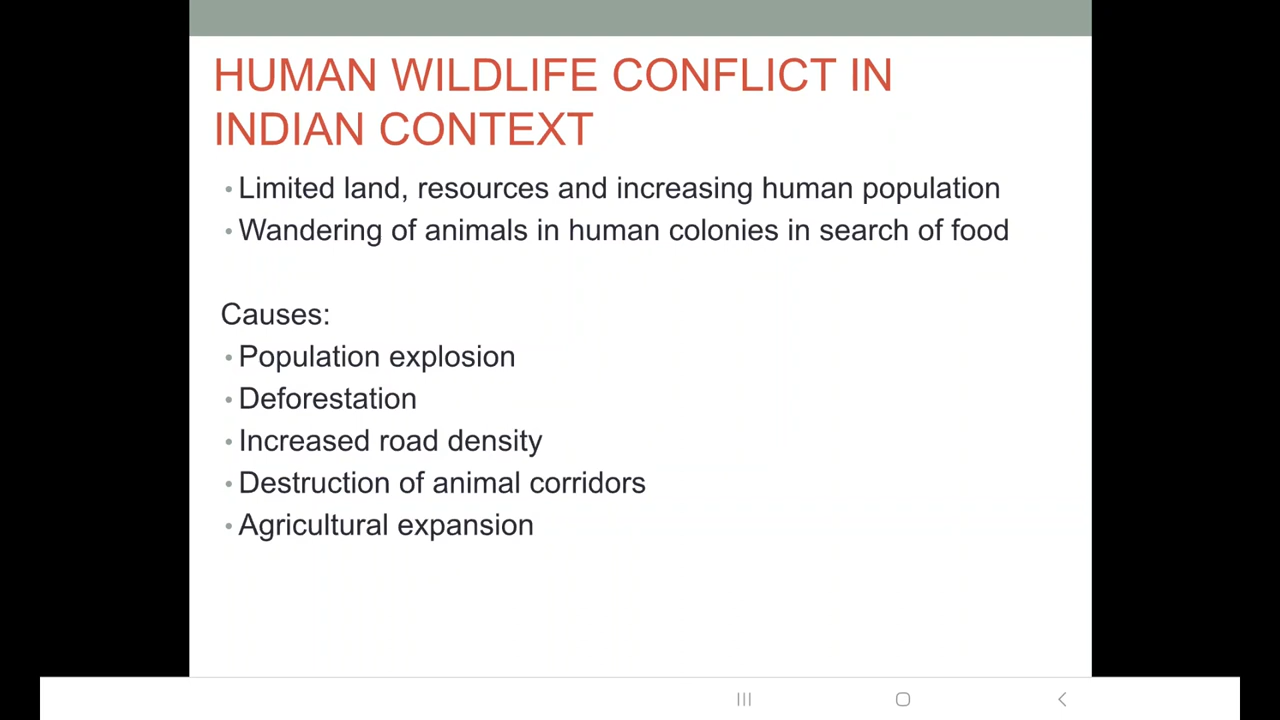 HUMAN WILDLIFE CONFLICT IN
INDIAN CONTEXT
• Limited land, resources and increasing human population
• Wandering of animals in human colonies in search of food
Causes:
• Population explosion
• Deforestation
• Increased road density
• Destruction of animal corridors
• Agricultural expansion